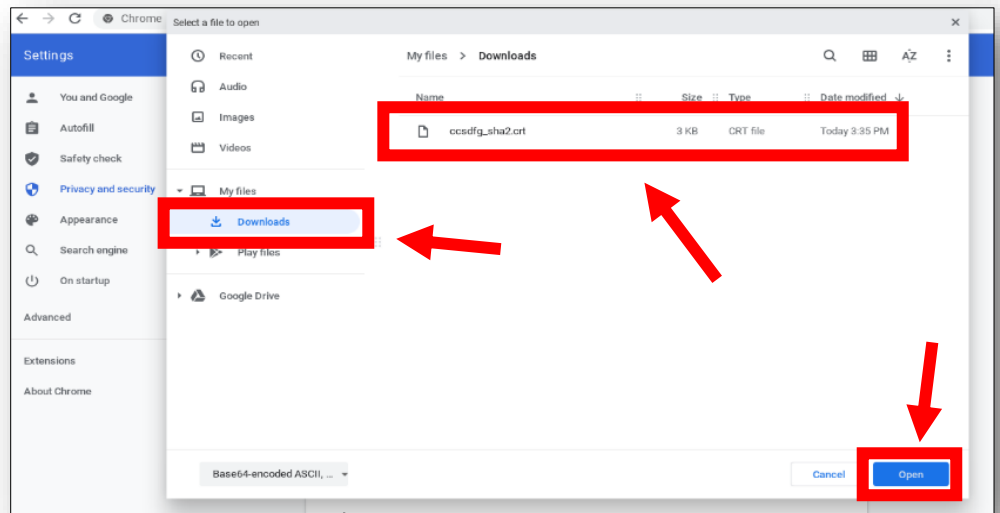 Chrome
Select a file to open
Settings
You and Google
Autofill
Safety check
Privacy and security
Appearance
Search engine
On startup
Advanced
Extensions
About Chrome
Recent
Audio
Images
Videos
My files
Downloads
Play files
Google Drive
My files > Downloads
AZ
Name Size Type Date modified
ccsdfg_sha2.crt 3 KB CRT file Today 3:35 PM
Base64-encoded ASCII, ...
Cancel
Open